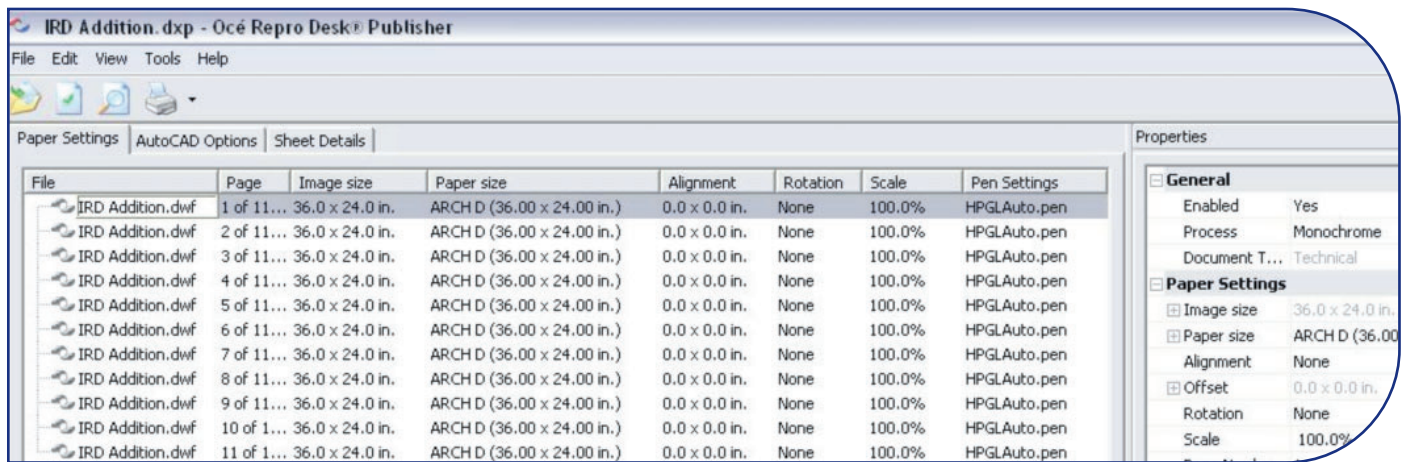 IRD Addition.dxp - Océ Repro Desk® Publisher
File Edit View Tools Help
Paper Settings AutoCAD Options Sheet Details
Properties
File Page Image size Paper size Alignment Rotation Scale Pen Settings
IRD Addition.dwf 1 of 11... 36.0 x 24.0 in. ARCH D (36.00 x 24.00 in.) 0.0 x 0.0 in. None 100.0% HPGLAuto.pen
IRD Addition.dwf 2 of 11... 36.0 x 24.0 in. ARCH D (36.00 x 24.00 in.) 0.0 x 0.0 in. None 100.0% HPGLAuto.pen
IRD Addition.dwf 3 of 11... 36.0 x 24.0 in. ARCH D (36.00 x 24.00 in.) 0.0 x 0.0 in. None 100.0% HPGLAuto.pen
IRD Addition.dwf 4 of 11... 36.0 x 24.0 in. ARCH D (36.00 x 24.00 in.) 0.0 x 0.0 in. None 100.0% HPGLAuto.pen
IRD Addition.dwf 5 of 11... 36.0 x 24.0 in. ARCH D (36.00 x 24.00 in.) 0.0 x 0.0 in. None 100.0% HPGLAuto.pen
IRD Addition.dwf 6 of 11... 36.0 x 24.0 in. ARCH D (36.00 x 24.00 in.) 0.0 x 0.0 in. None 100.0% HPGLAuto.pen
IRD Addition.dwf 7 of 11... 36.0 x 24.0 in. ARCH D (36.00 x 24.00 in.) 0.0 x 0.0 in. None 100.0% HPGLAuto.pen
IRD Addition.dwf 8 of 11... 36.0 x 24.0 in. ARCH D (36.00 x 24.00 in.) 0.0 x 0.0 in. None 100.0% HPGLAuto.pen
IRD Addition.dwf 9 of 11... 36.0 x 24.0 in. ARCH D (36.00 x 24.00 in.) 0.0 x 0.0 in. None 100.0% HPGLAuto.pen
IRD Addition.dwf 10 of 1... 36.0 x 24.0 in. ARCH D (36.00 x 24.00 in.) 0.0 x 0.0 in. None 100.0% HPGLAuto.pen
IRD Addition.dwf 11 of 1... 36.0 x 24.0 in. ARCH D (36.00 x 24.00 in.) 0.0 x 0.0 in. None 100.0% HPGLAuto.pen
General
Enabled Yes
Process Monochrome
Document T... Technical
Paper Settings
Image size 36.0 x 24.0 in.
Paper size ARCH D (36.00
Alignment None
Offset 0.0 x 0.0 in.
Rotation None
Scale 100.0%